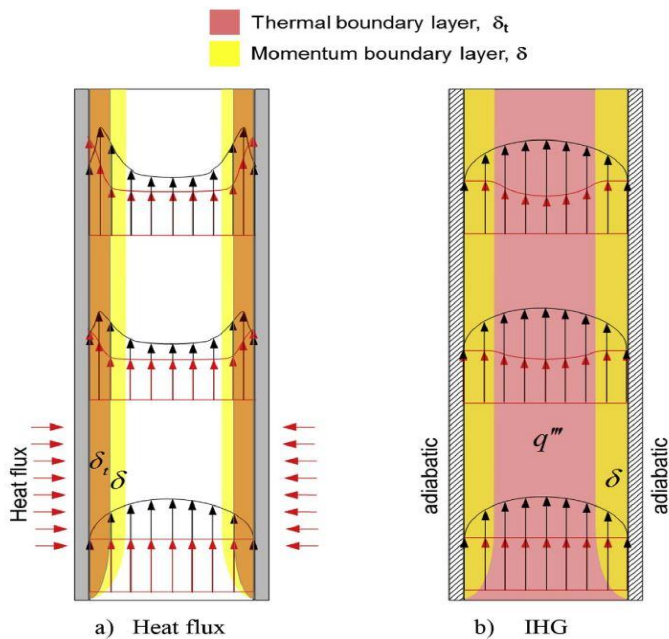 Thermal boundary layer, δt
Momentum boundary layer, δ
Heat flux
δt
δ
q'''
adiabatic
δ
adiabatic
a) Heat flux
b) IHG